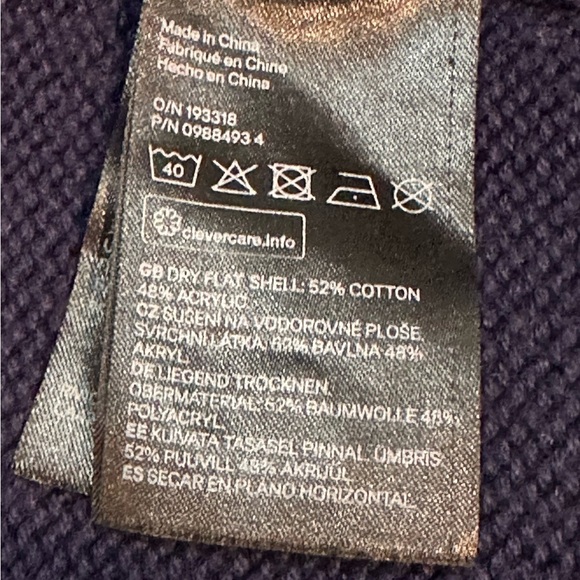 Made in China
Fabriqué en Chine
Hecho en China
O/N 193318
P/N 0988493 4
40
clevercare.info
GB DRY FLAT. SHELL: 52% COTTON
48% ACRYLIC.
CZ SUŠENÍ NA VODOROVNÉ PLOŠE.
SVRCHNÍ LÁTKA: 52% BAVLNA 48%
AKRYL.
DE LIEGEND TROCKNEN.
OBERMATERIAL: 52% BAUMWOLLE 48%
POLYACRYL.
EE KUIVATA TASASEL PINNAL. ÜMBRIS:
52% PUUVILL 48% AKRÜÜL
ES SECAR EN PLANO HORIZONTAL.